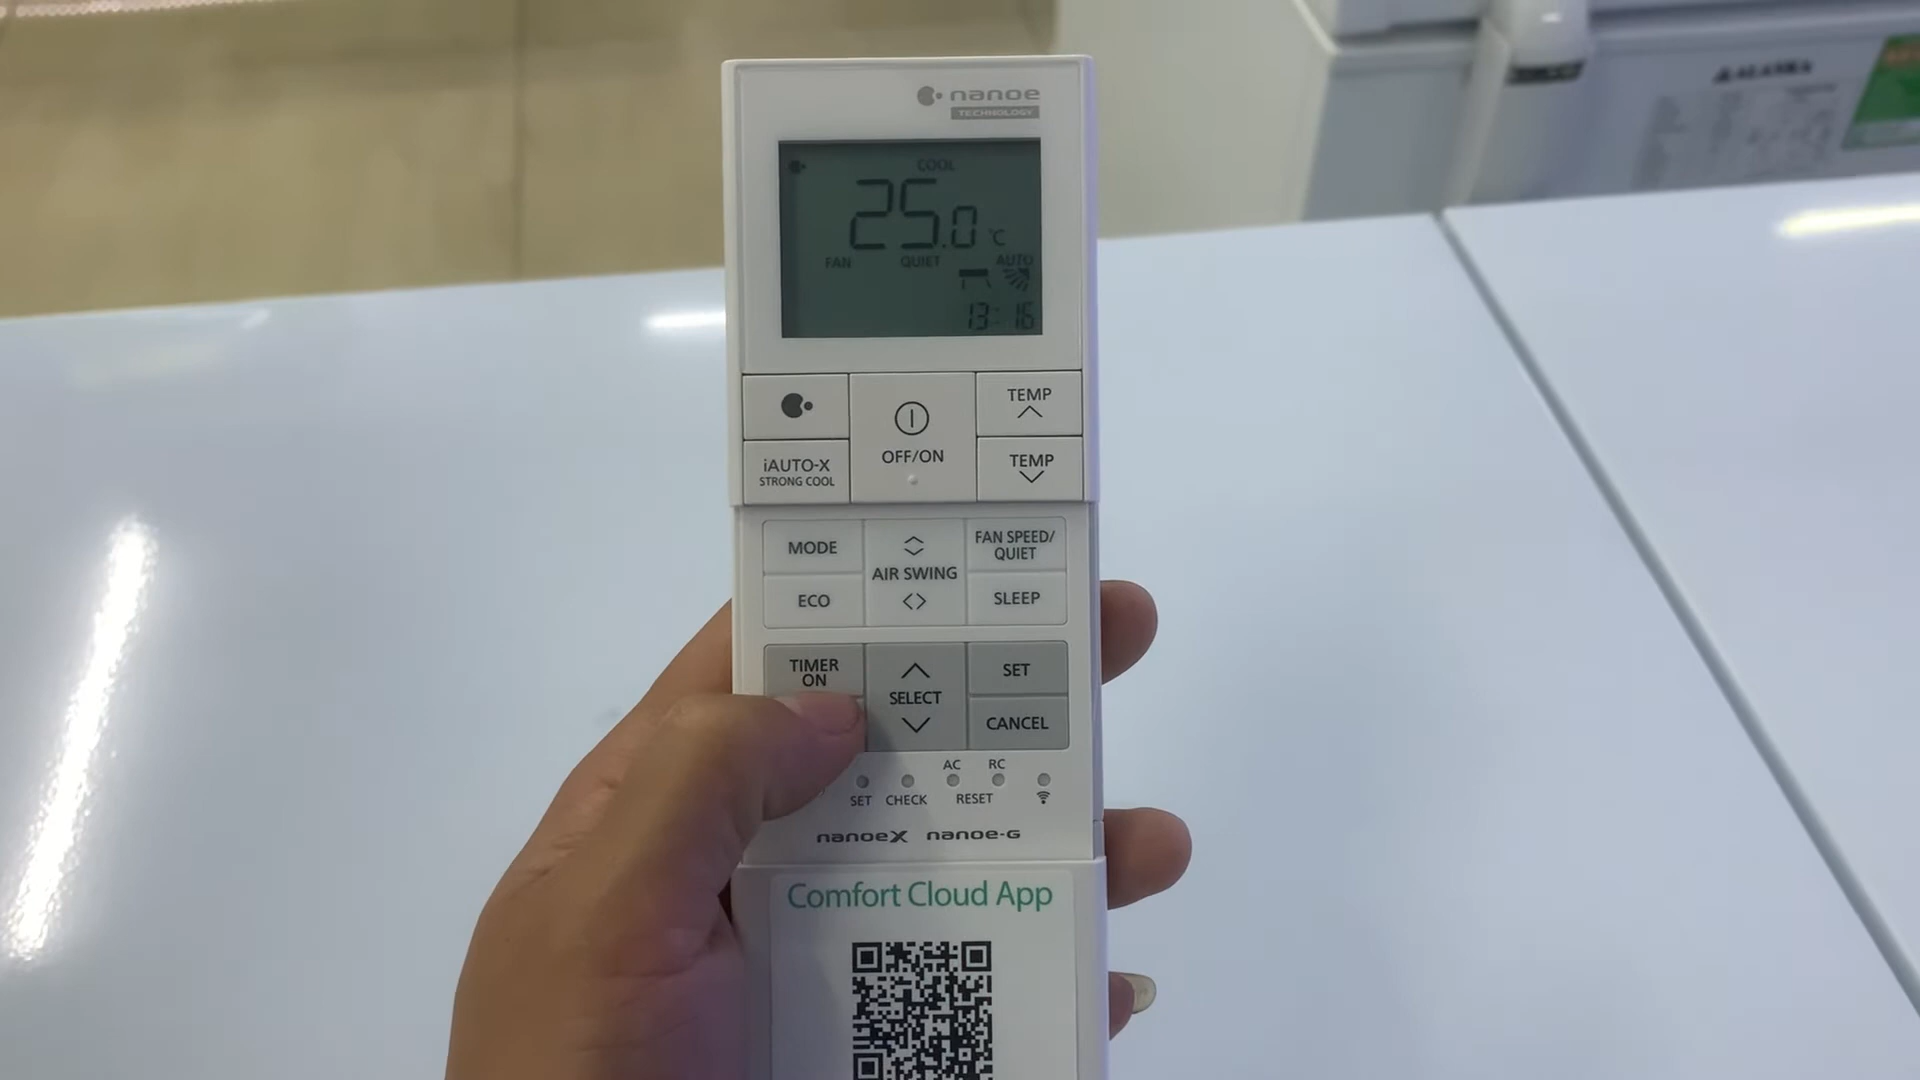 nanoe
TECHNOLOGY
ALASKA
COOL
25.0 °C
FAN QUIET AUTO
13:16
OFF/ON
TEMP
TEMP
iAUTO-X
STRONG COOL
MODE
AIR SWING
FAN SPEED/
QUIET
ECO
SLEEP
TIMER
ON
SELECT
SET
CANCEL
AC RC
SET CHECK RESET
nanoeX nanoe-G
Comfort Cloud App